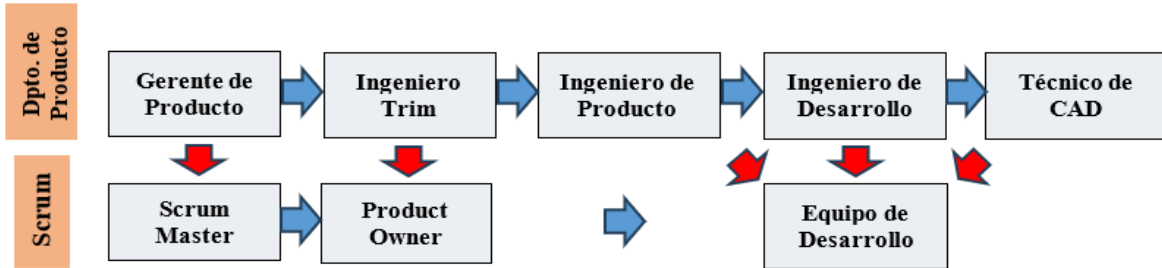 Dpto. de
Producto
Gerente de
Producto
Ingeniero
Trim
Ingeniero de
Producto
Ingeniero de
Desarrollo
Técnico de
CAD
Scrum
Scrum
Master
Product
Owner
Equipo de
Desarrollo